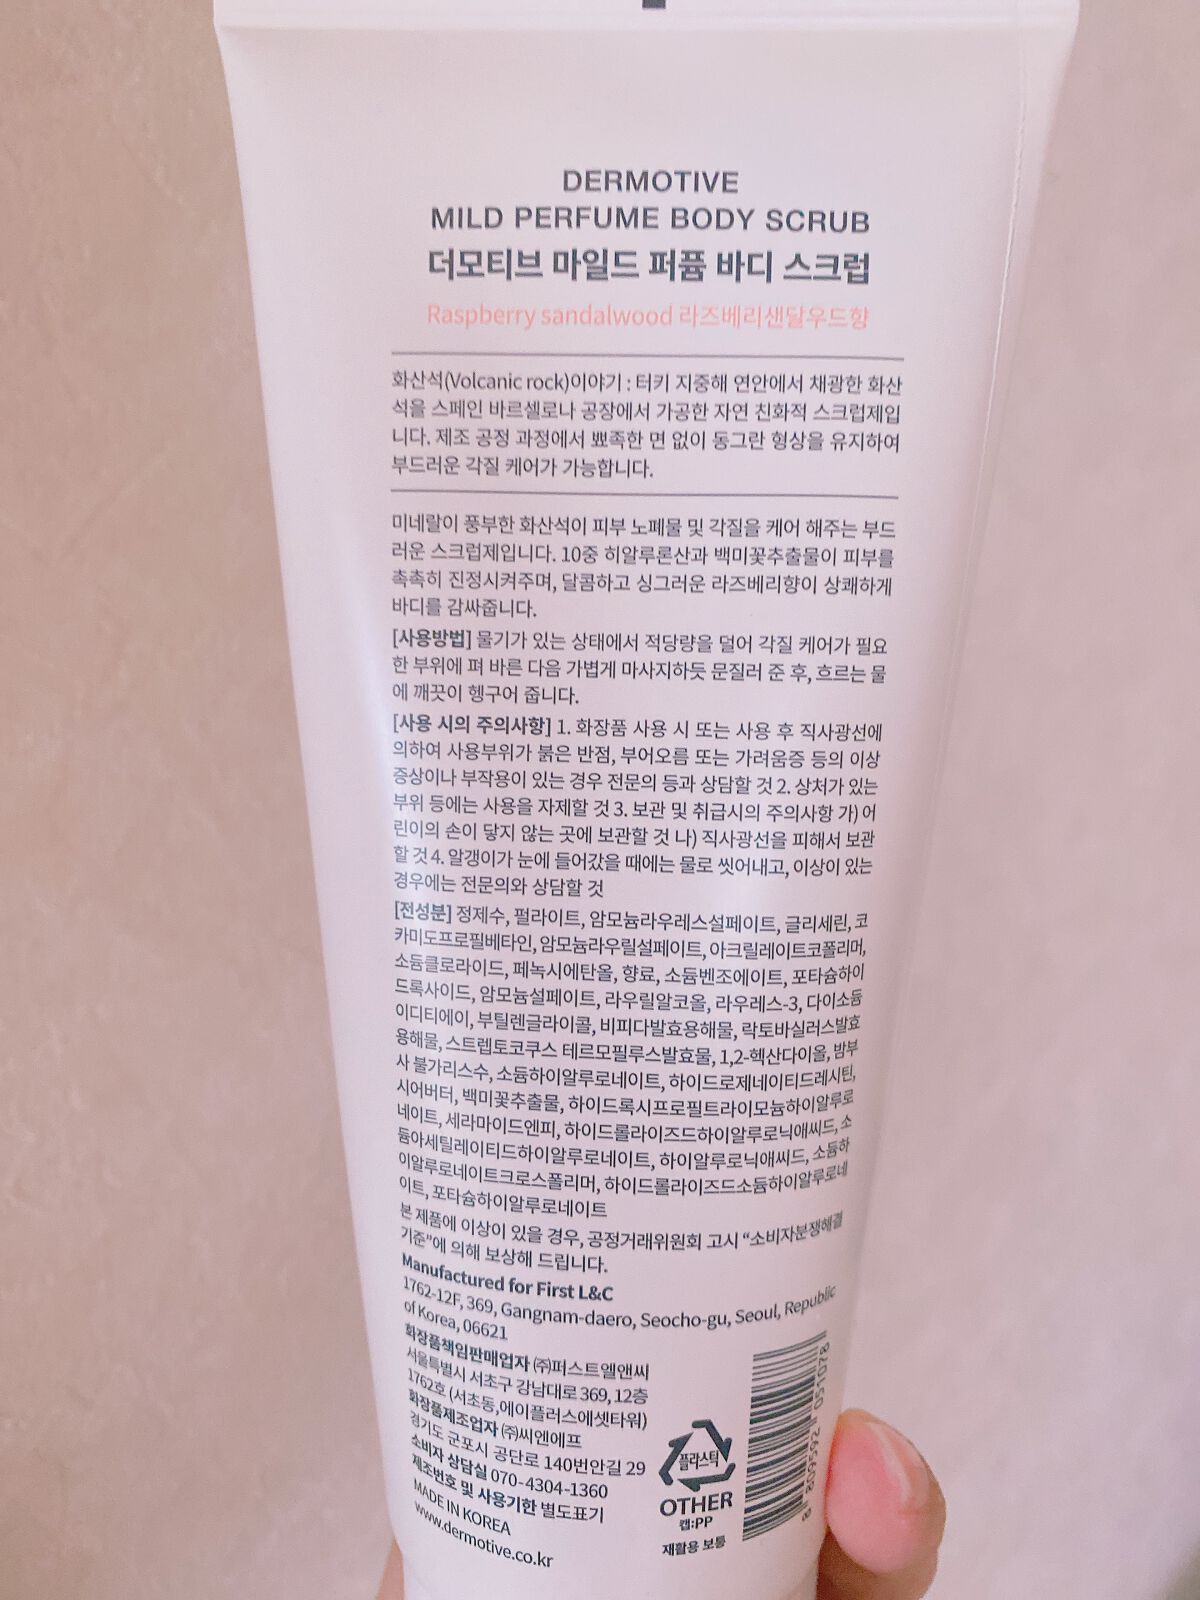 DERMOTIVE
MILD PERFUME BODY SCRUB
더모티브 마일드 퍼퓸 바디 스크럽
Raspberry sandalwood 라즈베리샌달우드향
화산석(Volcanic rock)이야기 : 터키 지중해 연안에서 채광한 화산
석을 스페인 바르셀로나 공장에서 가공한 자연 친화적 스크럽제입
니다. 제조 공정 과정에서 뾰족한 면 없이 동그란 형상을 유지하여
부드러운 각질 케어가 가능합니다.
미네랄이 풍부한 화산석이 피부 노폐물 및 각질을 케어 해주는 부드
러운 스크럽제입니다. 10중 히알루론산과 백미꽃추출물이 피부를
촉촉히 진정시켜주며, 달콤하고 싱그러운 라즈베리향이 상쾌하게
바디를 감싸줍니다.
[사용방법] 물기가 있는 상태에서 적당량을 덜어 각질 케어가 필요
한 부위에 펴 바른 다음 가볍게 마사지하듯 문질러 준 후, 흐르는 물
에 깨끗이 헹구어 줍니다.
[사용 시의 주의사항] 1. 화장품 사용 시 또는 사용 후 직사광선에
의하여 사용부위가 붉은 반점, 부어오름 또는 가려움증 등의 이상
증상이나 부작용이 있는 경우 전문의 등과 상담할 것 2. 상처가 있는
부위 등에는 사용을 자제할 것 3. 보관 및 취급시의 주의사항 가) 어
린이의 손이 닿지 않는 곳에 보관할 것 나) 직사광선을 피해서 보관
할 것 4. 알갱이가 눈에 들어갔을 때에는 물로 씻어내고, 이상이 있는
경우에는 전문의와 상담할 것
[전성분] 정제수, 펄라이트, 암모늄라우레스설페이트, 글리세린, 코
카미도프로필베타인, 암모늄라우릴설페이트, 아크릴레이트코폴리머,
소듐클로라이드, 페녹시에탄올, 향료, 소듐벤조에이트, 포타슘하이
드록사이드, 암모늄설페이트, 라우릴알코올, 라우레스-3, 다이소듐
이디티에이, 부틸렌글라이콜, 비피다발효용해물, 락토바실러스발효
용해물, 스트렙토코쿠스 테르모필루스발효물, 1,2-헥산다이올, 밤부
사 불가리스수, 소듐하이알루로네이트, 하이드로제네이티드레시틴,
시어버터, 백미꽃추출물, 하이드록시프로필트라이모늄하이알루로
네이트, 세라마이드엔피, 하이드롤라이즈드하이알루로닉애씨드, 소
듐아세틸레이티드하이알루로네이트, 하이알루로닉애씨드, 소듐하
이알루로네이트크로스폴리머, 하이드롤라이즈드소듐하이알루로네
이트, 포타슘하이알루로네이트
본 제품에 이상이 있을 경우, 공정거래위원회 고시 “소비자분쟁해결
기준”에 의해 보상해 드립니다.
Manufactured for First L&C
1762-12F, 369, Gangnam-daero, Seocho-gu, Seoul, Republic
of Korea, 06621
화장품책임판매업자 ㈜퍼스트엘앤씨
서울특별시 서초구 강남대로 369, 12층
1762호 (서초동,에이플러스에셋타워)
화장품제조업자 ㈜씨엔에프
경기도 군포시 공단로 140번안길 29
소비자 상담실 070-4304-1360
제조번호 및 사용기한 별도표기
MADE IN KOREA
www.dermotive.co.kr
플라스틱
OTHER
캡:PP
재활용 보통
8 809592 051078